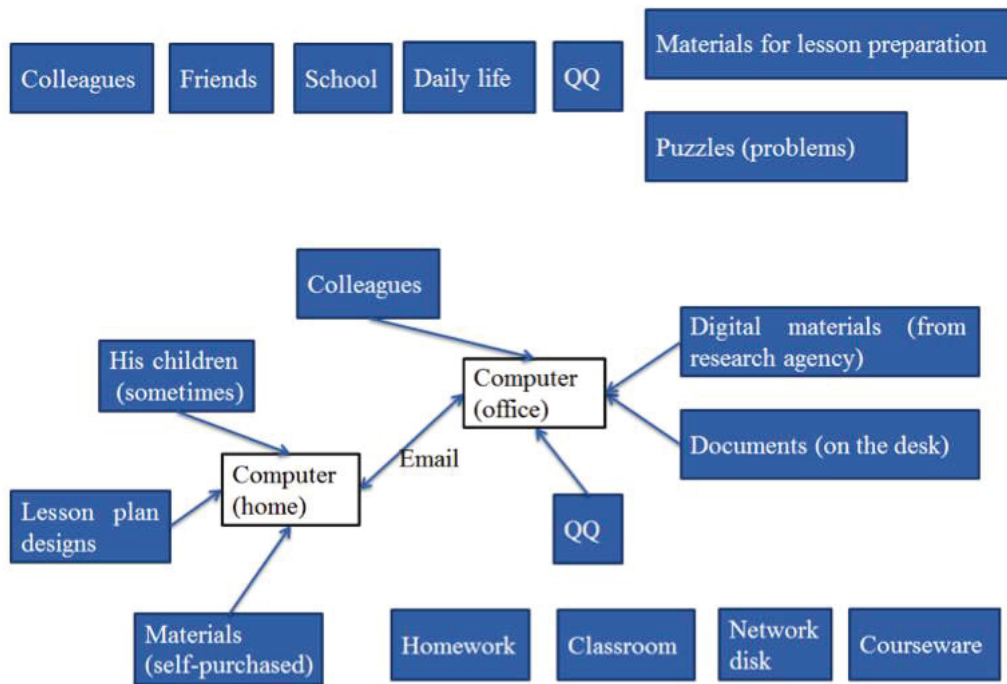 Materials for lesson preparation
Colleagues
Friends
School
Daily life
QQ
Puzzles (problems)
Colleagues
Digital materials (from
research agency)
His children
(sometimes)
Computer
(office)
Documents (on the desk)
Email
Computer
(home)
Lesson plan
designs
QQ
Materials
(self-purchased)
Homework
Classroom
Network
disk
Courseware